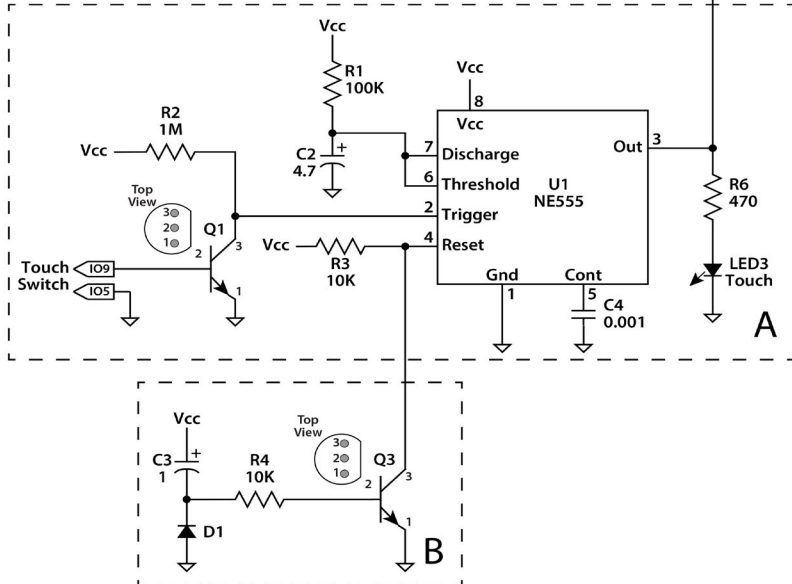 Vcc
R1
100K
Vcc
8
Vcc
R2
1M
Vcc
C2
4.7
+
7
Discharge
6
Threshold
2
Trigger
4
Reset
U1
NE555
Out
3
R6
470
Top
View
3
2
1
Q1
2
3
1
Vcc
R3
10K
Touch
Switch
IO9
IO5
Gnd
1
Cont
5
C4
0.001
LED3
Touch
A
Vcc
C3
1
+
R4
10K
Top
View
3
2
1
Q3
2
3
1
D1
B